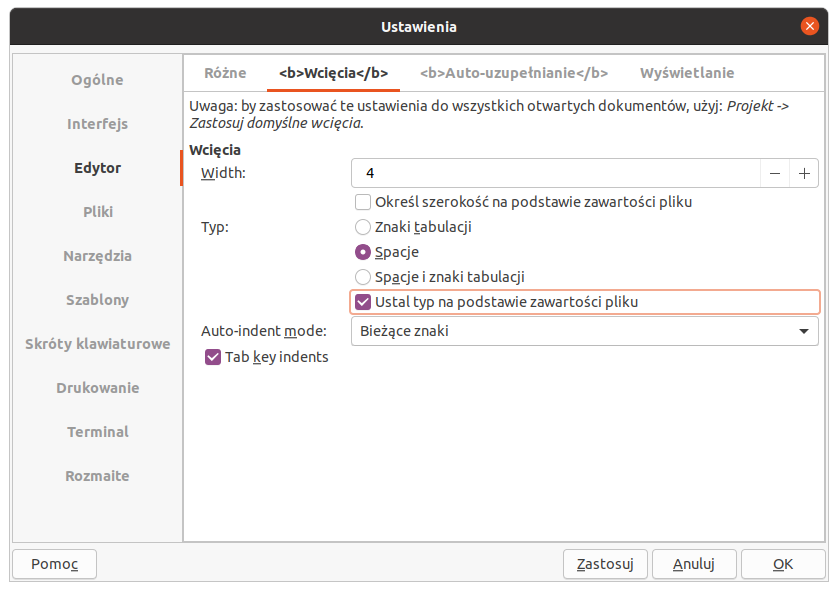 Ustawienia
Ogólne
Interfejs
Edytor
Pliki
Narzędzia
Szablony
Skróty klawiaturowe
Drukowanie
Terminal
Rozmaite
Różne <b>Wcięcia</b> <b>Auto-uzupełnianie</b> Wyświetlanie
Uwaga: by zastosować te ustawienia do wszystkich otwartych dokumentów, użyj: Projekt ->
Zastosuj domyślne wcięcia.
Wcięcia
Width: 4
Określ szerokość na podstawie zawartości pliku
Typ: Znaki tabulacji
Spacje
Spacje i znaki tabulacji
Ustal typ na podstawie zawartości pliku
Auto-indent mode: Bieżące znaki
Tab key indents
Pomoc Zastosuj Anuluj OK